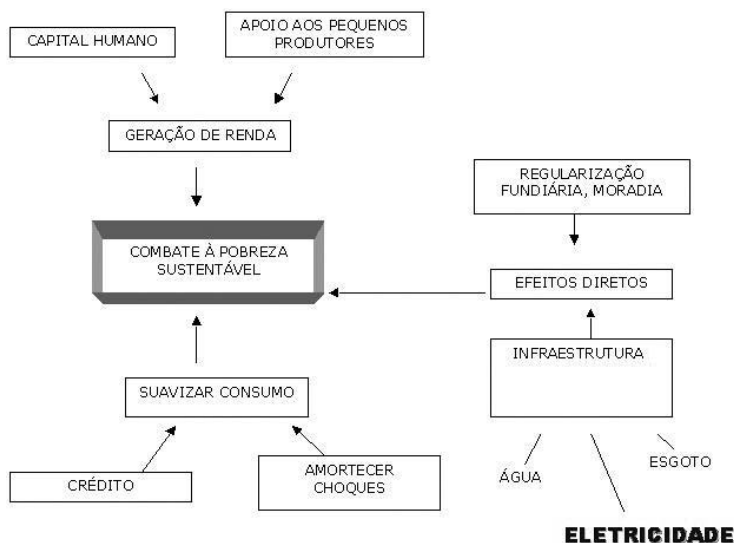 CAPITAL HUMANO
APOIO AOS PEQUENOS
PRODUTORES
GERAÇÃO DE RENDA
REGULARIZAÇÃO
FUNDIÁRIA, MORADIA
COMBATE À POBREZA
SUSTENTÁVEL
EFEITOS DIRETOS
INFRAESTRUTURA
SUAVIZAR CONSUMO
CRÉDITO
AMORTECER
CHOQUES
ÁGUA
ESGOTO
ELETRICIDADE